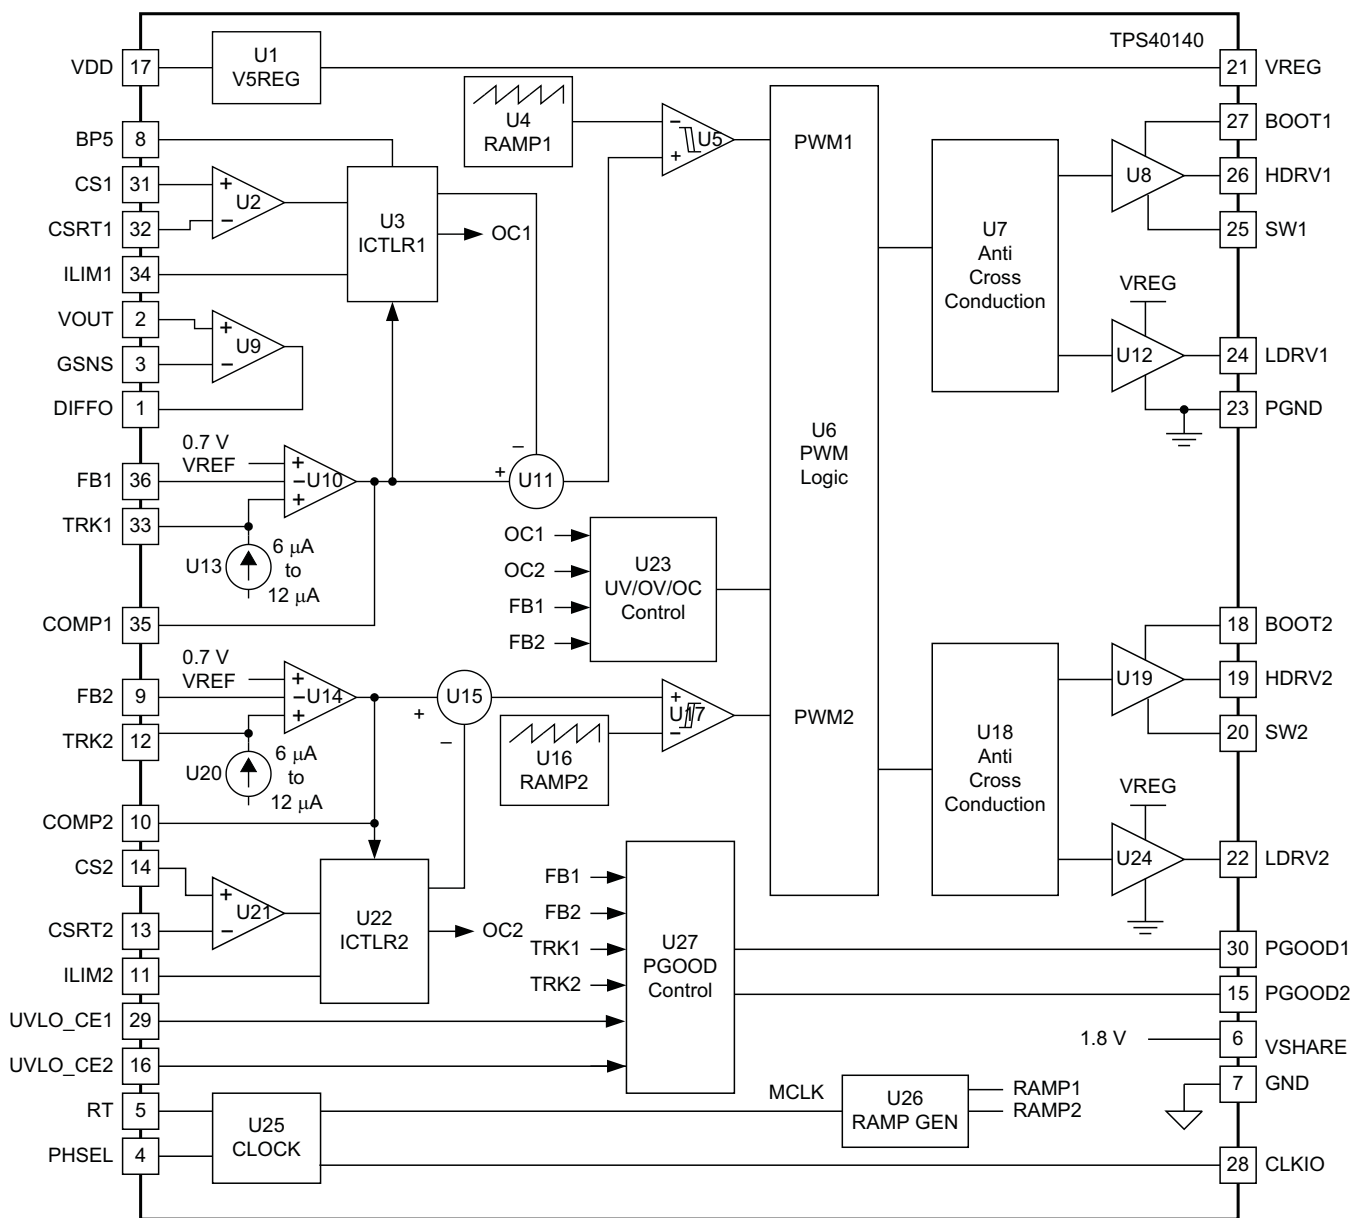 TPS40140
VDD 17
U1
V5REG
21 VREG
BP5 8
CS1 31
CSRT1 32
ILIM1 34
VOUT 2
GSNS 3
DIFFO 1
+
U2
−
U3
ICTLR1
OC1
+
U9
−
U4
RAMP1
−
U5
+
PWM1
U6
PWM
Logic
PWM2
U7
Anti
Cross
Conduction
U8
27 BOOT1
26 HDRV1
25 SW1
VREG
U12
24 LDRV1
23 PGND
0.7 V
VREF
FB1 36
TRK1 33
+
−
U10
+
U13
6 μA
to
12 μA
COMP1 35
−
+
U11
OC1
OC2
FB1
FB2
U23
UV/OV/OC
Control
0.7 V
VREF
FB2 9
TRK2 12
+
−
U14
+
U20
6 μA
to
12 μA
COMP2 10
U15
+
−
U16
RAMP2
+
U17
−
U18
Anti
Cross
Conduction
U19
18 BOOT2
19 HDRV2
20 SW2
VREG
U24
22 LDRV2
CS2 14
CSRT2 13
ILIM2 11
+
U21
−
U22
ICTLR2
OC2
UVLO_CE1 29
UVLO_CE2 16
FB1
FB2
TRK1
TRK2
U27
PGOOD
Control
30 PGOOD1
15 PGOOD2
1.8 V
6 VSHARE
7 GND
RT 5
PHSEL 4
U25
CLOCK
MCLK
U26
RAMP GEN
RAMP1
RAMP2
28 CLKIO